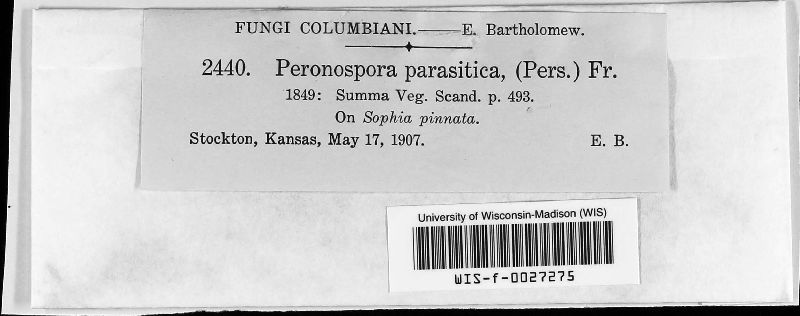 FUNGI COLUMBIANI.——E. Bartholomew.
2440. Peronospora parasitica, (Pers.) Fr.
1849: Summa Veg. Scand. p. 493.
On Sophia pinnata.
Stockton, Kansas, May 17, 1907. E. B.
University of Wisconsin-Madison (WIS)
WIS-f-0027275